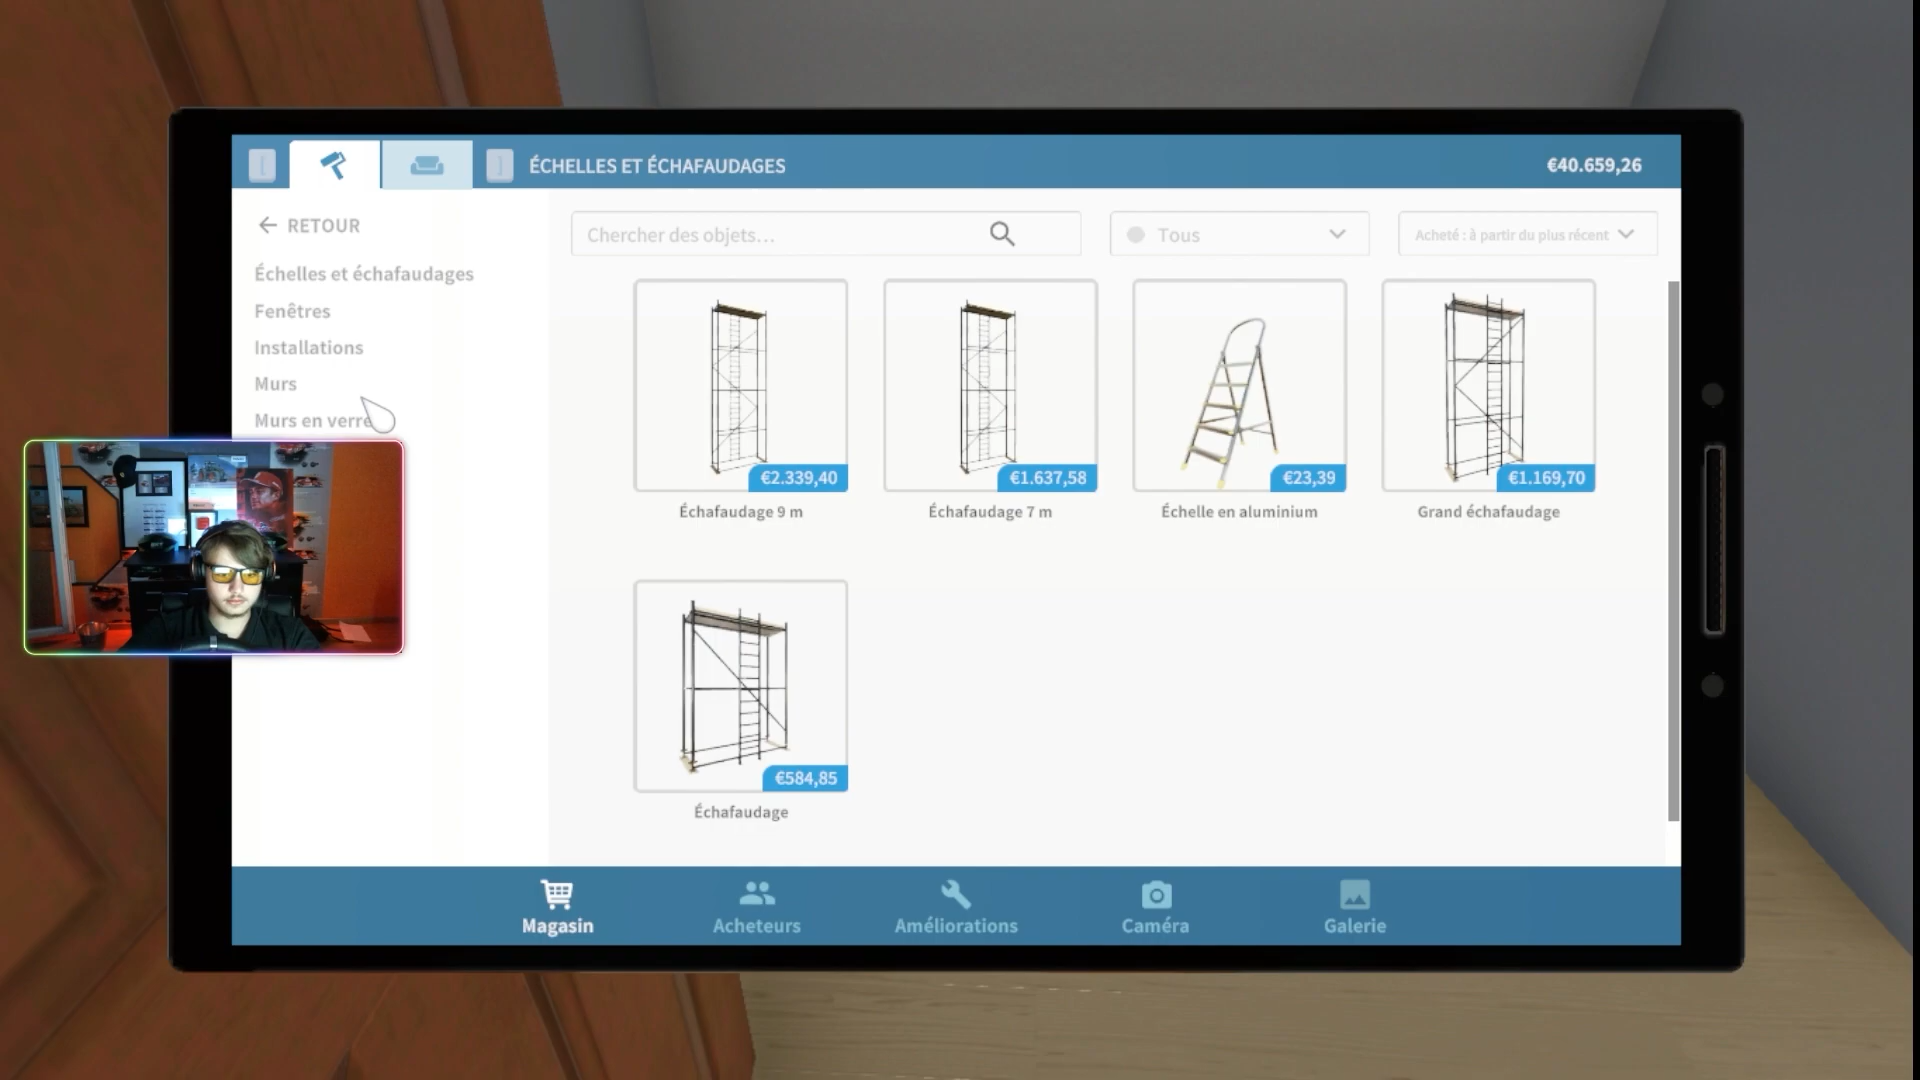 ÉCHELLES ET ÉCHAFAUDAGES
€40.659,26
RETOUR
Échelles et échafaudages
Fenêtres
Installations
Murs
Murs en verre
Chercher des objets...
Tous
Acheté : à partir du plus récent
€2.339,40
Échafaudage 9 m
€1.637,58
Échafaudage 7 m
€23,39
Échelle en aluminium
€1.169,70
Grand échafaudage
€584,85
Échafaudage
Magasin
Acheteurs
Améliorations
Caméra
Galerie